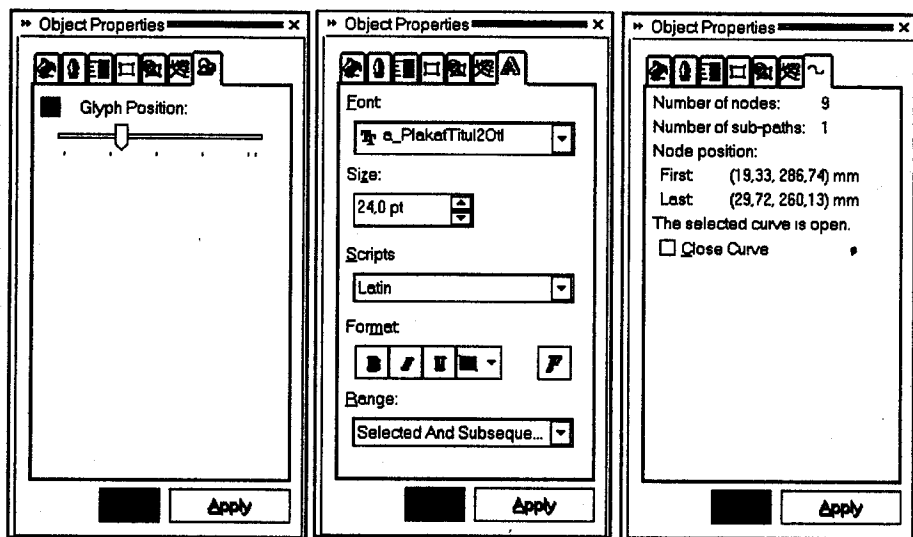 Object Properties
Glyph Position:
Apply
Object Properties
Font
a_PlakatTitul2Otl
Size:
24,0 pt
Scripts
Latin
Format
B I U F
Range:
Selected And Subseque...
Apply
Object Properties
Number of nodes: 9
Number of sub-paths: 1
Node position:
First (19,33, 286,74) mm
Last (29,72, 260,13) mm
The selected curve is open.
Close Curve
Apply